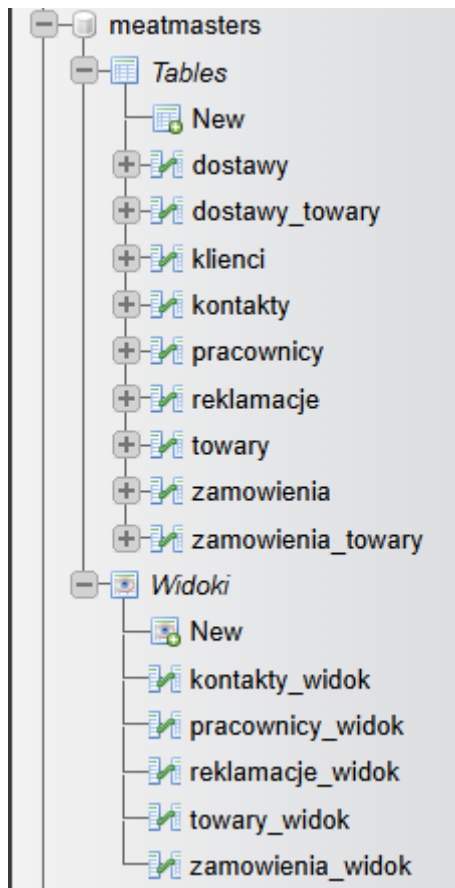 meatmasters
Tables
New
dostawy
dostawy_towary
klienci
kontakty
pracownicy
reklamacje
towary
zamowienia
zamowienia_towary
Widoki
New
kontakty_widok
pracownicy_widok
reklamacje_widok
towary_widok
zamowienia_widok